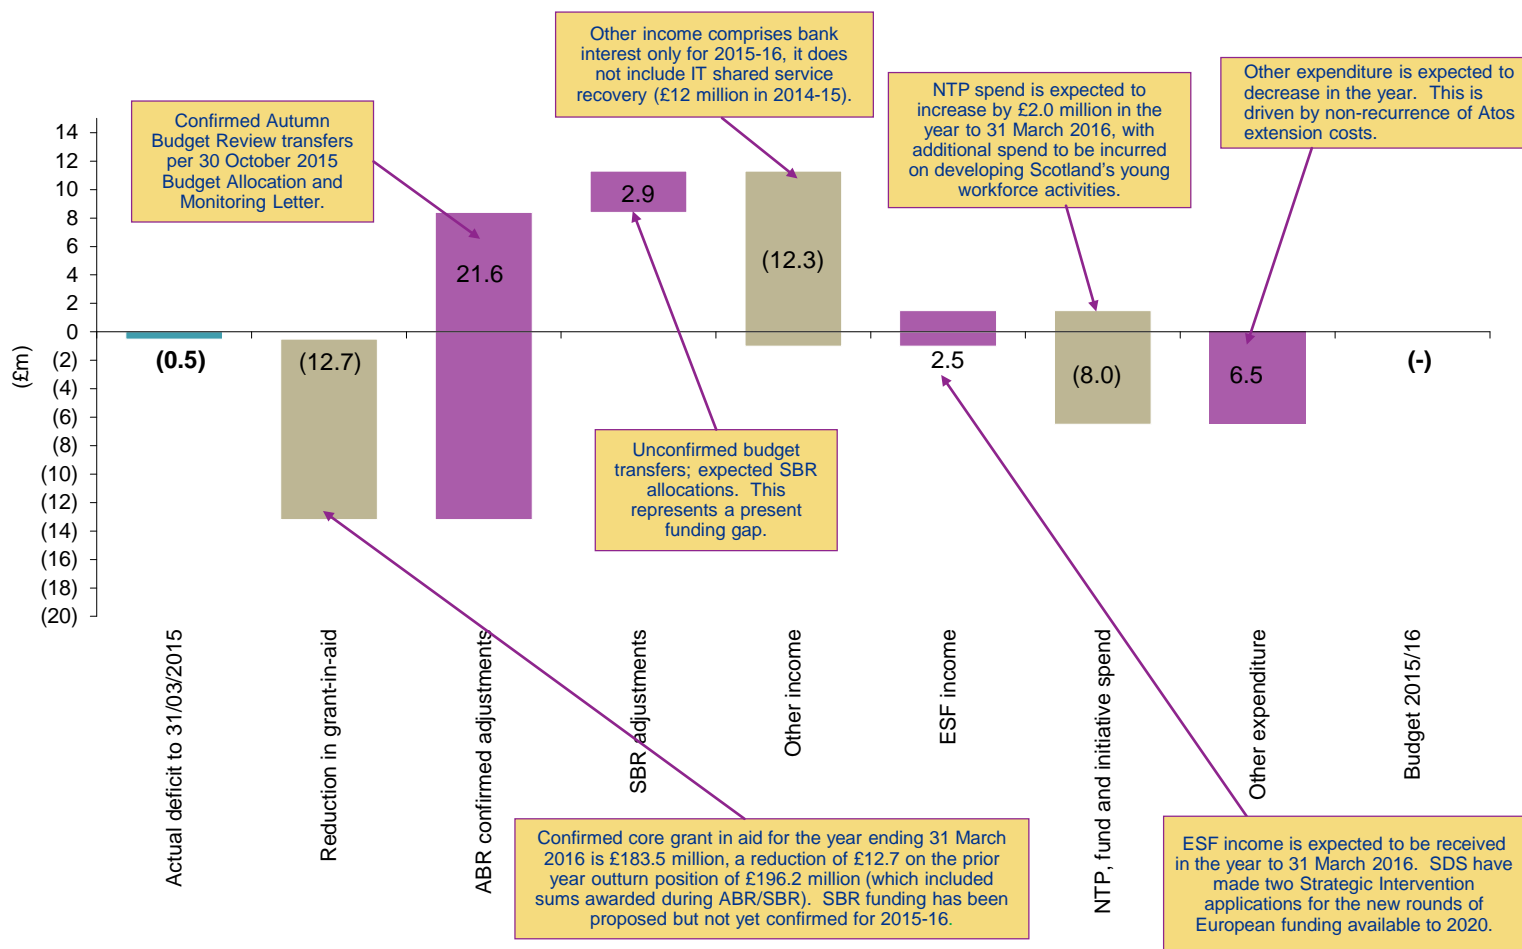 Other income comprises bank
interest only for 2015-16, it does
not include IT shared service
recovery (£12 million in 2014-15).
Confirmed Autumn
Budget Review transfers
per 30 October 2015
Budget Allocation and
Monitoring Letter.
NTP spend is expected to
increase by £2.0 million in the
year to 31 March 2016, with
additional spend to be incurred
on developing Scotland's young
workforce activities.
Other expenditure is expected to
decrease in the year.  This is
driven by non-recurrence of Atos
extension costs.
(£m)
14
12
10
8
6
4
2
0
(2)
(4)
(6)
(8)
(10)
(12)
(14)
(16)
(18)
(20)
(0.5)
(12.7)
21.6
2.9
(12.3)
2.5
(8.0)
6.5
(-)
Unconfirmed budget
transfers; expected SBR
allocations.  This
represents a present
funding gap.
Actual deficit to 31/03/2015
Reduction in grant-in-aid
ABR confirmed adjustments
SBR adjustments
Other income
ESF income
NTP, fund and initiative spend
Other expenditure
Budget 2015/16
Confirmed core grant in aid for the year ending 31 March
2016 is £183.5 million, a reduction of £12.7 on the prior
year outturn position of £196.2 million (which included
sums awarded during ABR/SBR).  SBR funding has been
proposed but not yet confirmed for 2015-16.
ESF income is expected to be received
in the year to 31 March 2016.  SDS have
made two Strategic Intervention
applications for the new rounds of
European funding available to 2020.